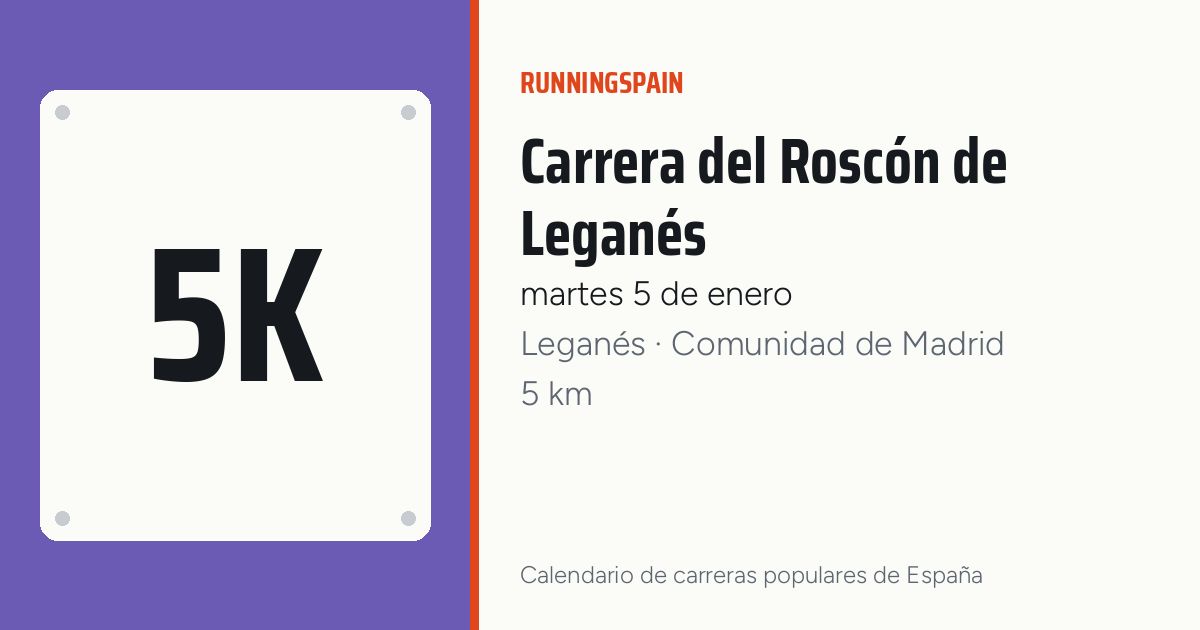 5K
RUNNINGSPAIN
Carrera del Roscón de
Leganés
martes 5 de enero
Leganés · Comunidad de Madrid
5 km
Calendario de carreras populares de España